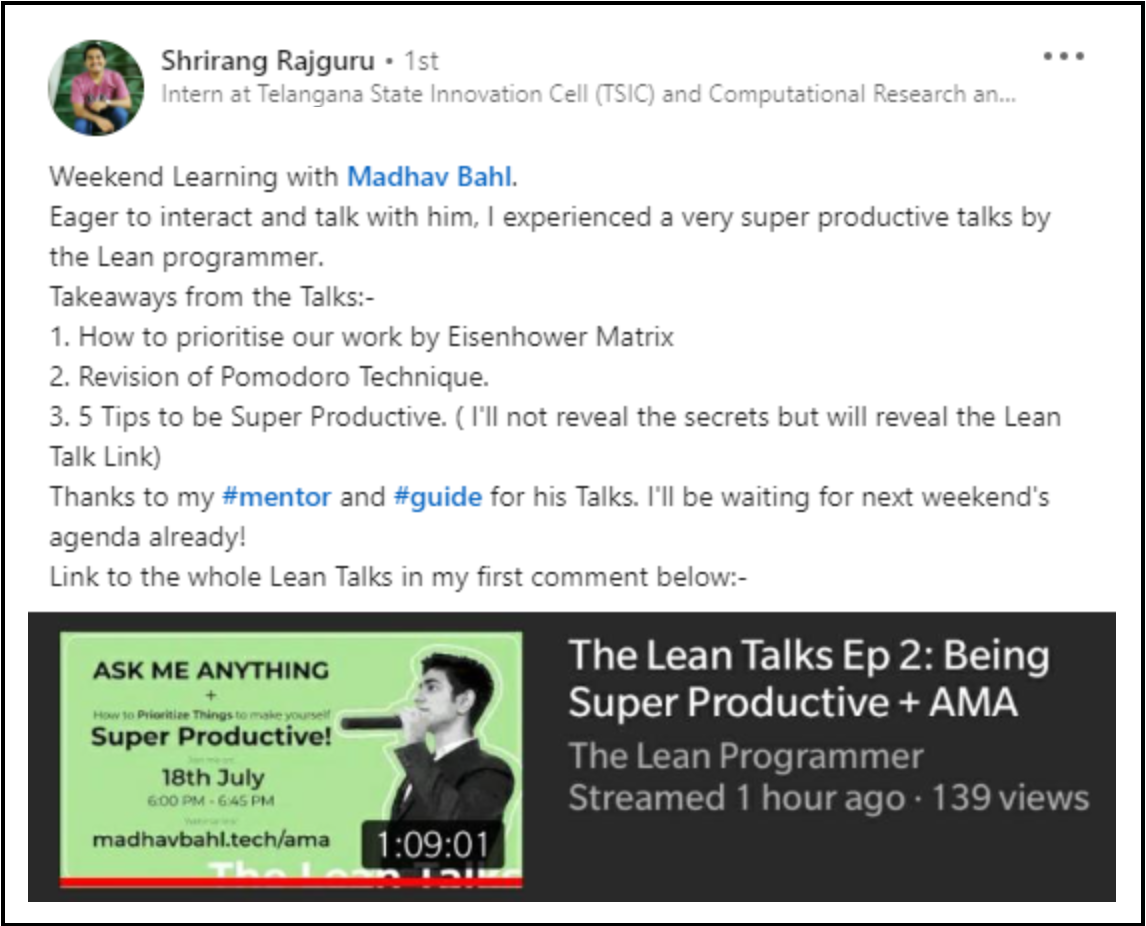 Shrirang Rajguru • 1st
Intern at Telangana State Innovation Cell (TSIC) and Computational Research an...
Weekend Learning with Madhav Bahl.
Eager to interact and talk with him, I experienced a very super productive talks by
the Lean programmer.
Takeaways from the Talks:-
1. How to prioritise our work by Eisenhower Matrix
2. Revision of Pomodoro Technique.
3. 5 Tips to be Super Productive. ( I'll not reveal the secrets but will reveal the Lean
Talk Link)
Thanks to my #mentor and #guide for his Talks. I'll be waiting for next weekend's
agenda already!
Link to the whole Lean Talks in my first comment below:-
ASK ME ANYTHING
+
How to Prioritize Things to make yourself
Super Productive!
18th July
6:00 PM - 6:45 PM
madhavbahl.tech/ama
The Lean Talks
1:09:01
The Lean Talks Ep 2: Being
Super Productive + AMA
The Lean Programmer
Streamed 1 hour ago · 139 views